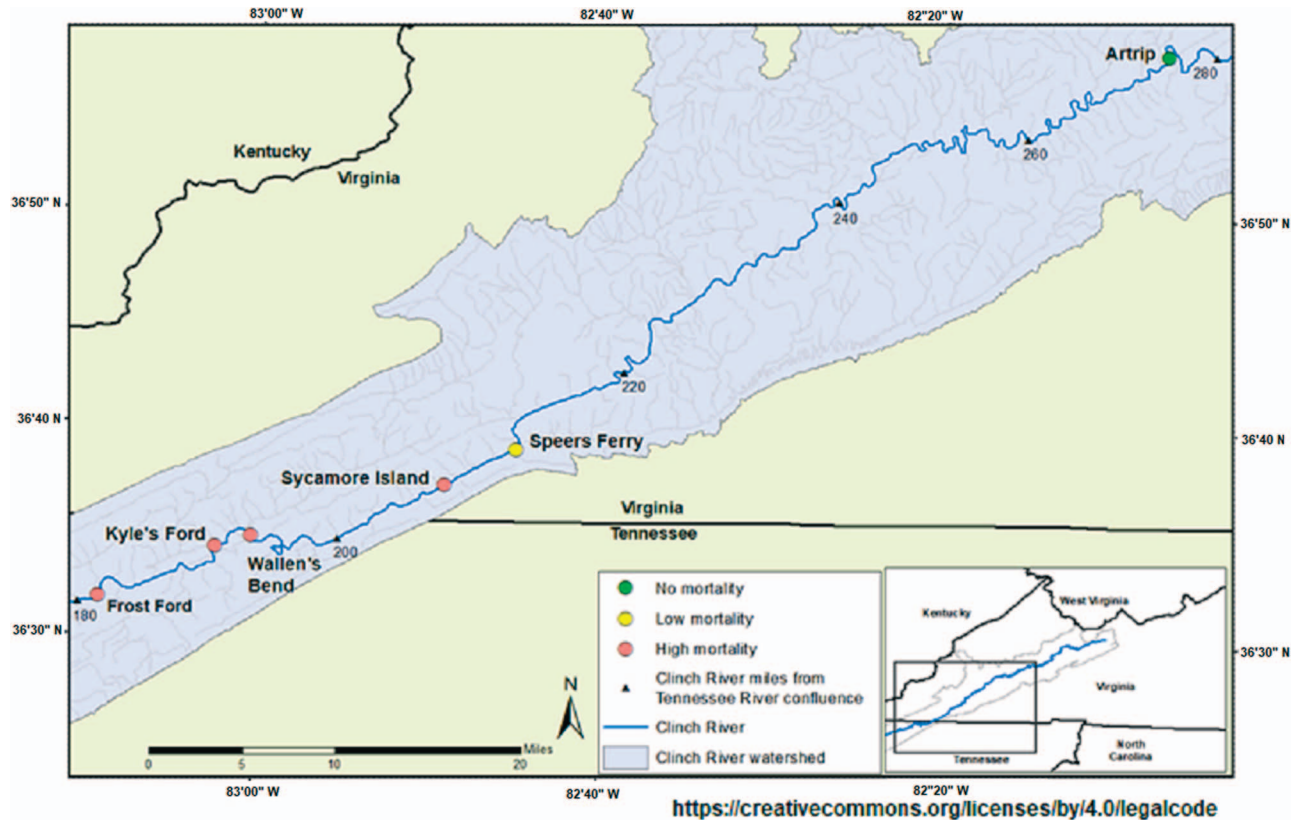 83°00" W
82°40" W
82°20" W
Artrip
280
Kentucky
Virginia
260
36°50" N
240
36°50" N
220
36°40" N
Speers Ferry
36°40" N
Sycamore Island
Virginia
Tennessee
Kyle's Ford
200
Wallen's
Bend
180
Frost Ford
36°30" N
36°30" N
No mortality
Low mortality
High mortality
Clinch River miles from
Tennessee River confluence
Clinch River
Clinch River watershed
N
Miles
0 5 10 20
Kentucky
West Virginia
Virginia
Tennessee
North
Carolina
83°00" W
82°40" W
82°20" W
https://creativecommons.org/licenses/by/4.0/legalcode